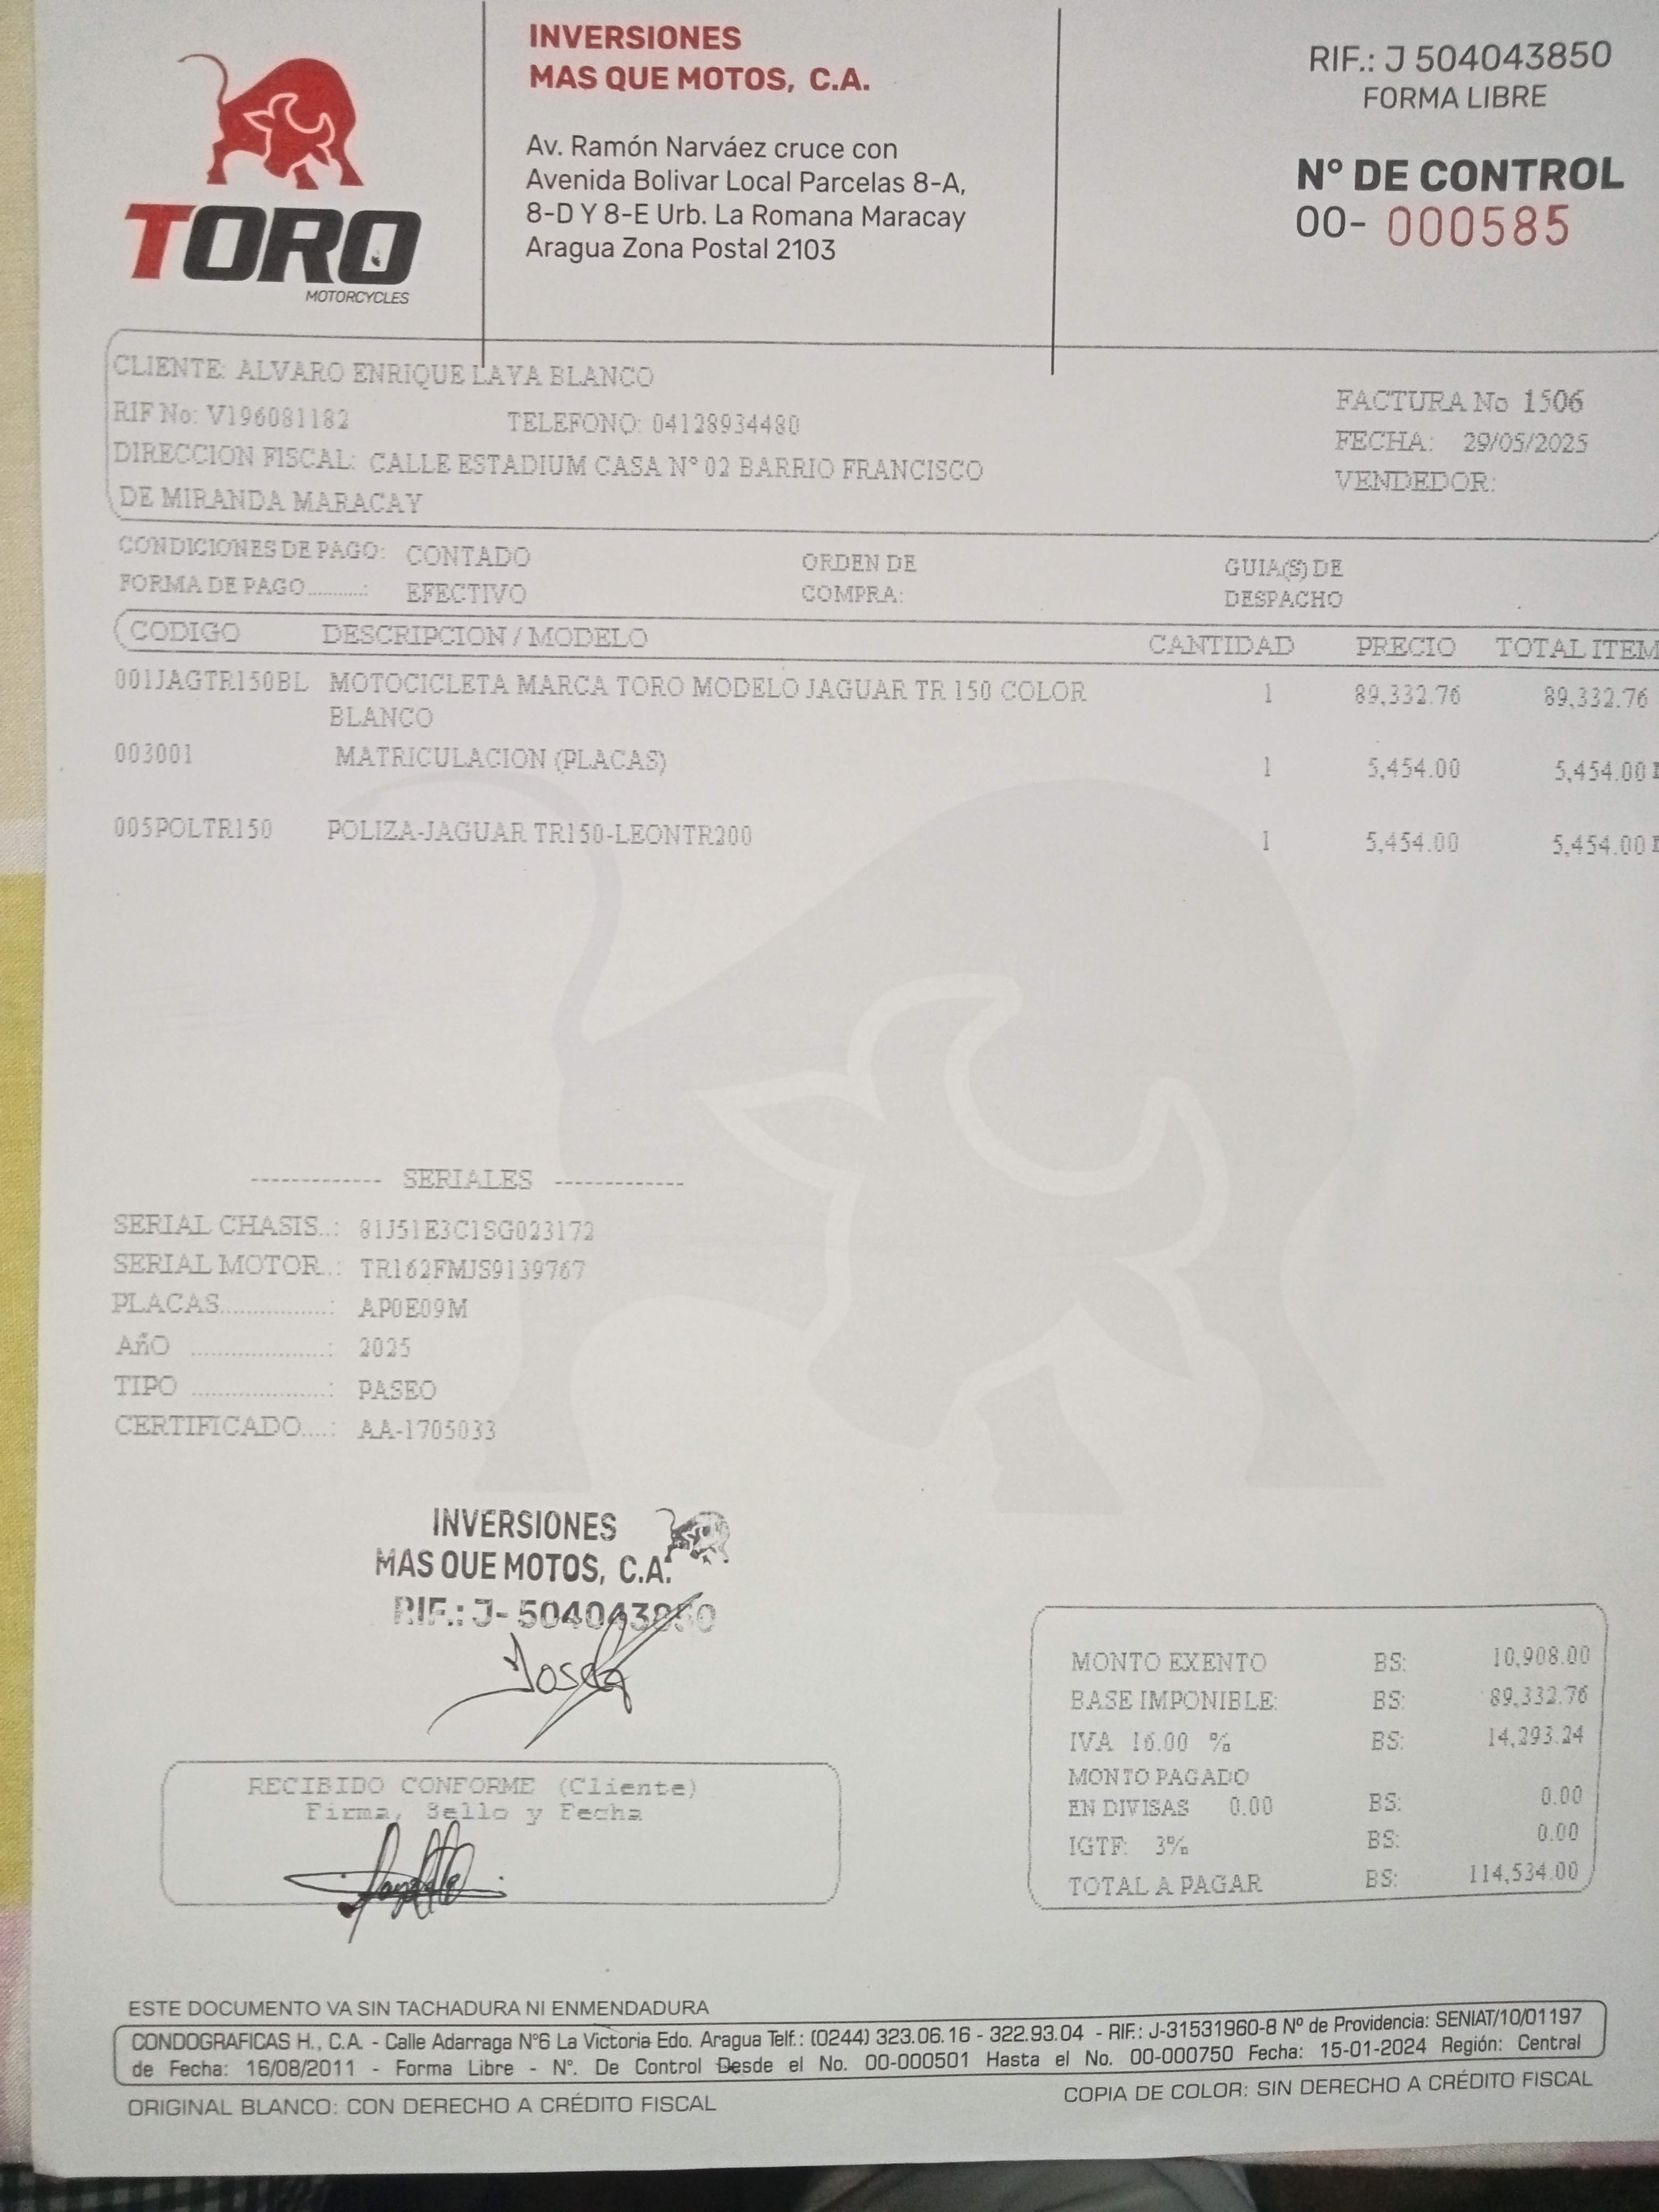 TORO
MOTORCYCLES
INVERSIONES
MAS QUE MOTOS, C.A.
Av. Ramón Narváez cruce con
Avenida Bolivar Local Parcelas 8-A,
8-D Y 8-E Urb. La Romana Maracay
Aragua Zona Postal 2103
RIF.: J 504043850
FORMA LIBRE
N° DE CONTROL
00- 000585
CLIENTE: ALVARO ENRIQUE LAYA BLANCO
RIF No: V196081182 TELEFONO: 04128934480
DIRECCION FISCAL: CALLE ESTADIUM CASA N° 02 BARRIO FRANCISCO
DE MIRANDA MARACAY
FACTURA No 1506
FECHA: 29/05/2025
VENDEDOR:
CONDICIONES DE PAGO: CONTADO
FORMA DE PAGO..........: EFECTIVO
ORDEN DE
COMPRA:
GUIA(S) DE
DESPACHO
CODIGO DESCRIPCION / MODELO CANTIDAD PRECIO TOTAL ITEM
001JAGTR150BL MOTOCICLETA MARCA TORO MODELO JAGUAR TR 150 COLOR 1 89,332.76 89,332.76
BLANCO
003001 MATRICULACION (PLACAS) 1 5,454.00 5,454.00
005POLTR150 POLIZA-JAGUAR TR150-LEONTR200 1 5,454.00 5,454.00
------------- SERIALES -------------
SERIAL CHASIS..: 81J51E3C1SG023172
SERIAL MOTOR..: TR162FMJS9139767
PLACAS................: AP0E09M
AñO ....................: 2025
TIPO ....................: PASEO
CERTIFICADO....: AA-1705033
INVERSIONES
MAS QUE MOTOS, C.A.
RIF.: J- 504043850
RECIBIDO CONFORME (Cliente)
Firma, Sello y Fecha
MONTO EXENTO BS: 10,908.00
BASE IMPONIBLE: BS: 89,332.76
IVA 16.00 % BS: 14,293.24
MONTO PAGADO
EN DIVISAS 0.00 BS: 0.00
IGTF: 3% BS: 0.00
TOTAL A PAGAR BS: 114,534.00
ESTE DOCUMENTO VA SIN TACHADURA NI ENMENDADURA
CONDOGRAFICAS H., C.A. - Calle Adarraga N°6 La Victoria Edo. Aragua Telf.: (0244) 323.06.16 - 322.93.04 - RIF.: J-31531960-8 Nº de Providencia: SENIAT/10/01197
de Fecha: 16/08/2011 - Forma Libre - N°. De Control Desde el No. 00-000501 Hasta el No. 00-000750 Fecha: 15-01-2024 Región: Central
ORIGINAL BLANCO: CON DERECHO A CRÉDITO FISCAL
COPIA DE COLOR: SIN DERECHO A CRÉDITO FISCAL